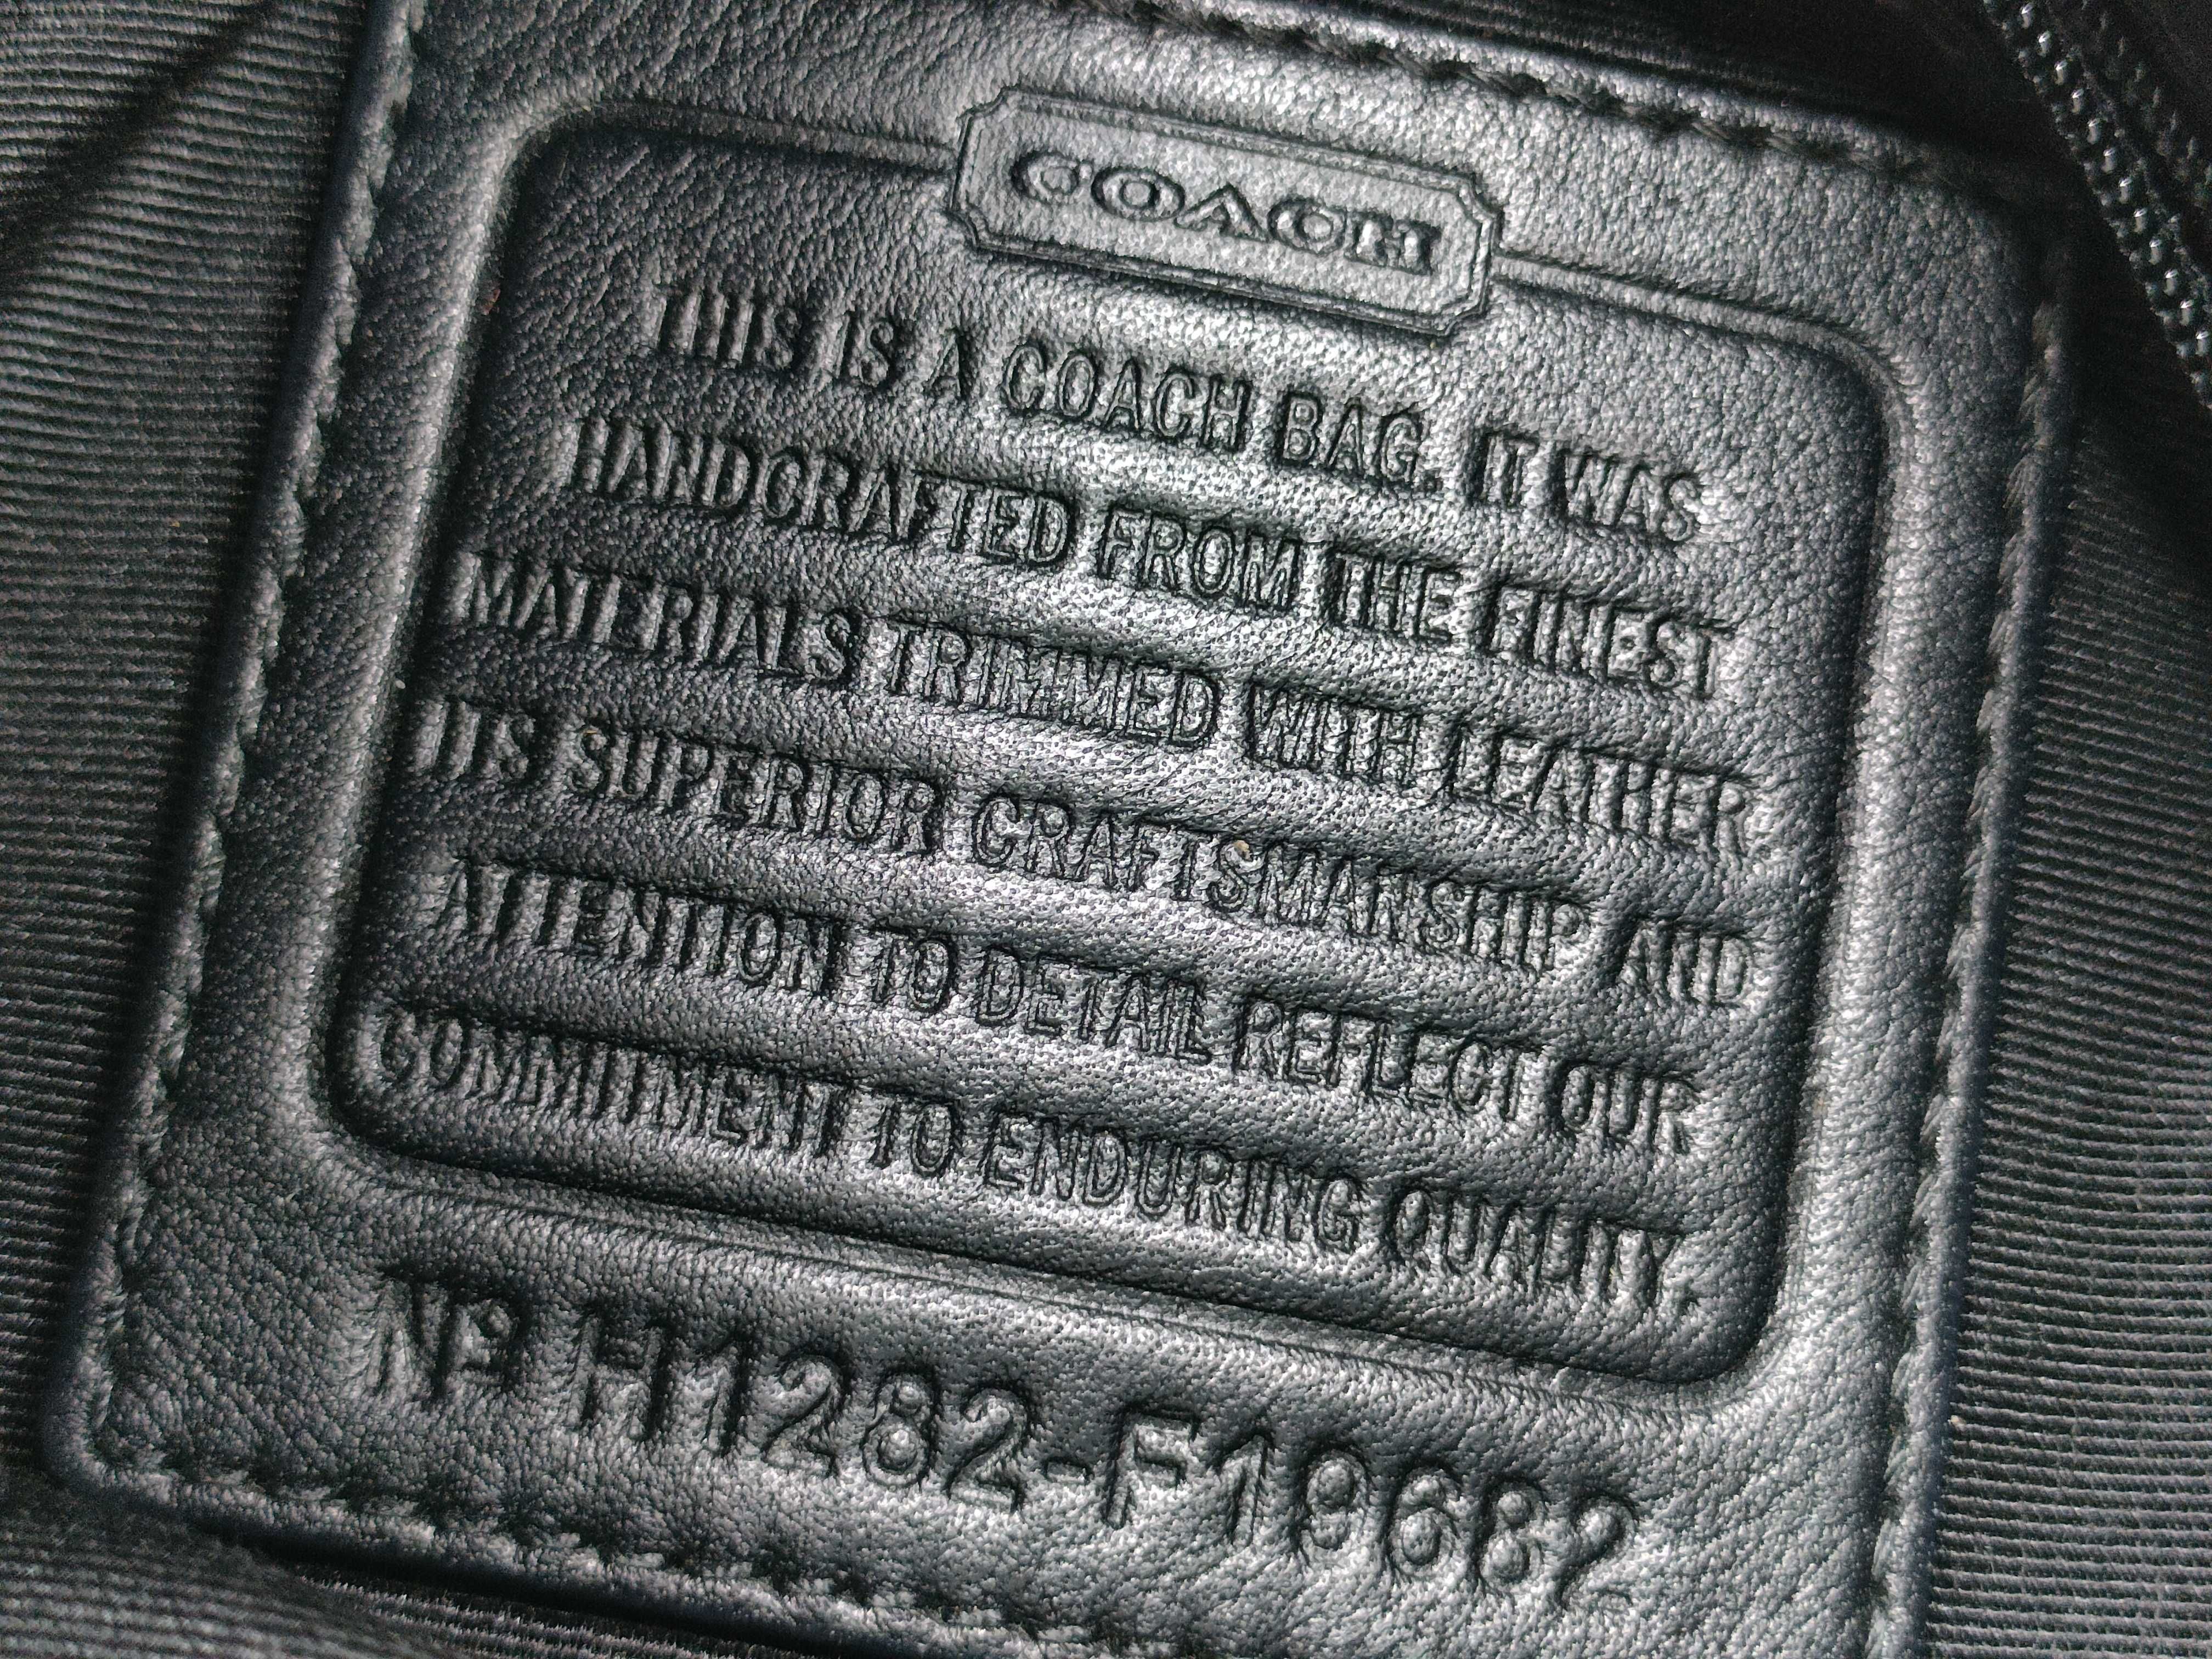 COACH
THIS IS A COACH BAG. IT WAS
HANDCRAFTED FROM THE FINEST
MATERIALS TRIMMED WITH LEATHER.
ITS SUPERIOR CRAFTSMANSHIP AND
ATTENTION TO DETAIL REFLECT OUR
COMMITMENT TO ENDURING QUALITY.
Nº H1282-F19682